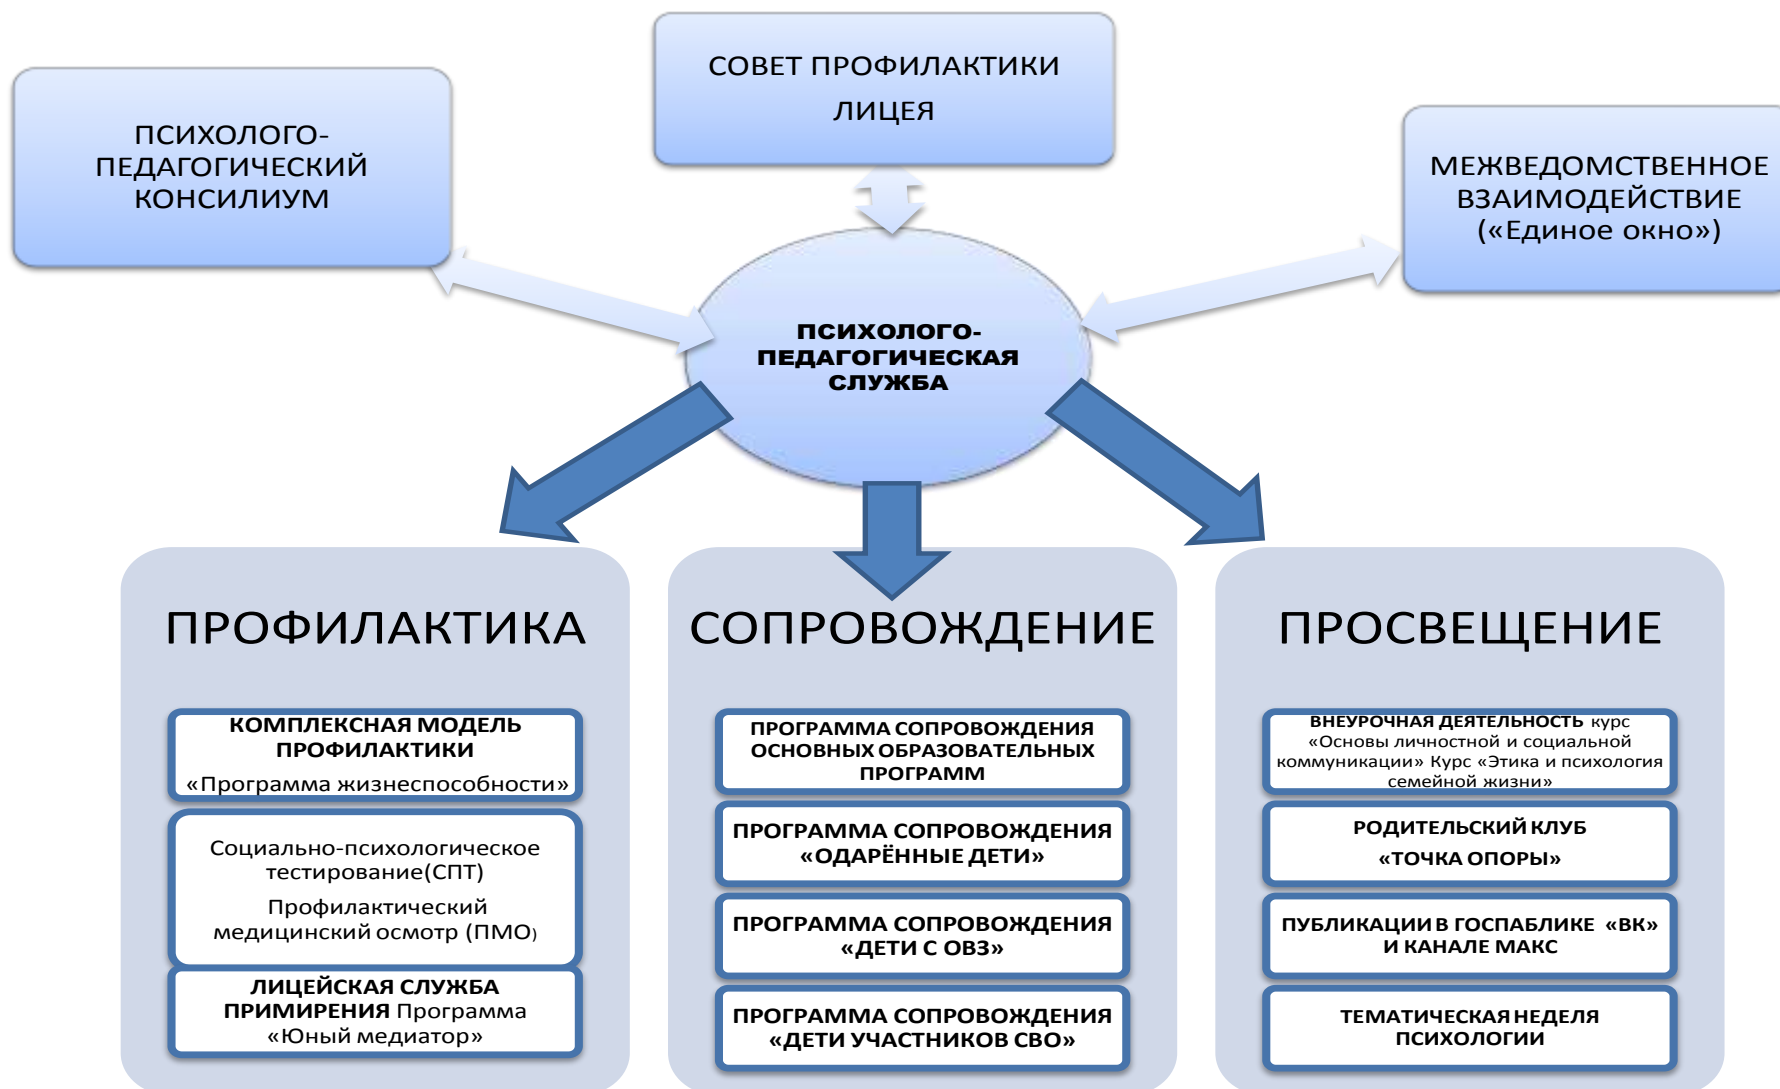 СОВЕТ ПРОФИЛАКТИКИ
ЛИЦЕЯ
ПСИХОЛОГО-
ПЕДАГОГИЧЕСКИЙ
КОНСИЛИУМ
МЕЖВЕДОМСТВЕННОЕ
ВЗАИМОДЕЙСТВИЕ
(«Единое окно»)
ПСИХОЛОГО-
ПЕДАГОГИЧЕСКАЯ
СЛУЖБА
ПРОФИЛАКТИКА
КОМПЛЕКСНАЯ МОДЕЛЬ
ПРОФИЛАКТИКИ
«Программа жизнеспособности»
Социально-психологическое
тестирование(СПТ)
Профилактический
медицинский осмотр (ПМО)
ЛИЦЕЙСКАЯ СЛУЖБА
ПРИМИРЕНИЯ Программа
«Юный медиатор»
СОПРОВОЖДЕНИЕ
ПРОГРАММА СОПРОВОЖДЕНИЯ
ОСНОВНЫХ ОБРАЗОВАТЕЛЬНЫХ
ПРОГРАММ
ПРОГРАММА СОПРОВОЖДЕНИЯ
«ОДАРЁННЫЕ ДЕТИ»
ПРОГРАММА СОПРОВОЖДЕНИЯ
«ДЕТИ С ОВЗ»
ПРОГРАММА СОПРОВОЖДЕНИЯ
«ДЕТИ УЧАСТНИКОВ СВО»
ПРОСВЕЩЕНИЕ
ВНЕУРОЧНАЯ ДЕЯТЕЛЬНОСТЬ курс
«Основы личностной и социальной
коммуникации» Курс «Этика и психология
семейной жизни»
РОДИТЕЛЬСКИЙ КЛУБ
«ТОЧКА ОПОРЫ»
ПУБЛИКАЦИИ В ГОСПАБЛИКЕ «ВК»
И КАНАЛЕ МАКС
ТЕМАТИЧЕСКАЯ НЕДЕЛЯ
ПСИХОЛОГИИ